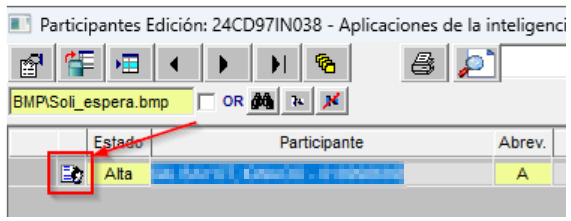 Participantes Edición: 24CD97IN038 - Aplicaciones de la inteligenci
BMP\Soli_espera.bmp OR
Estado Participante Abrev.
Alta A